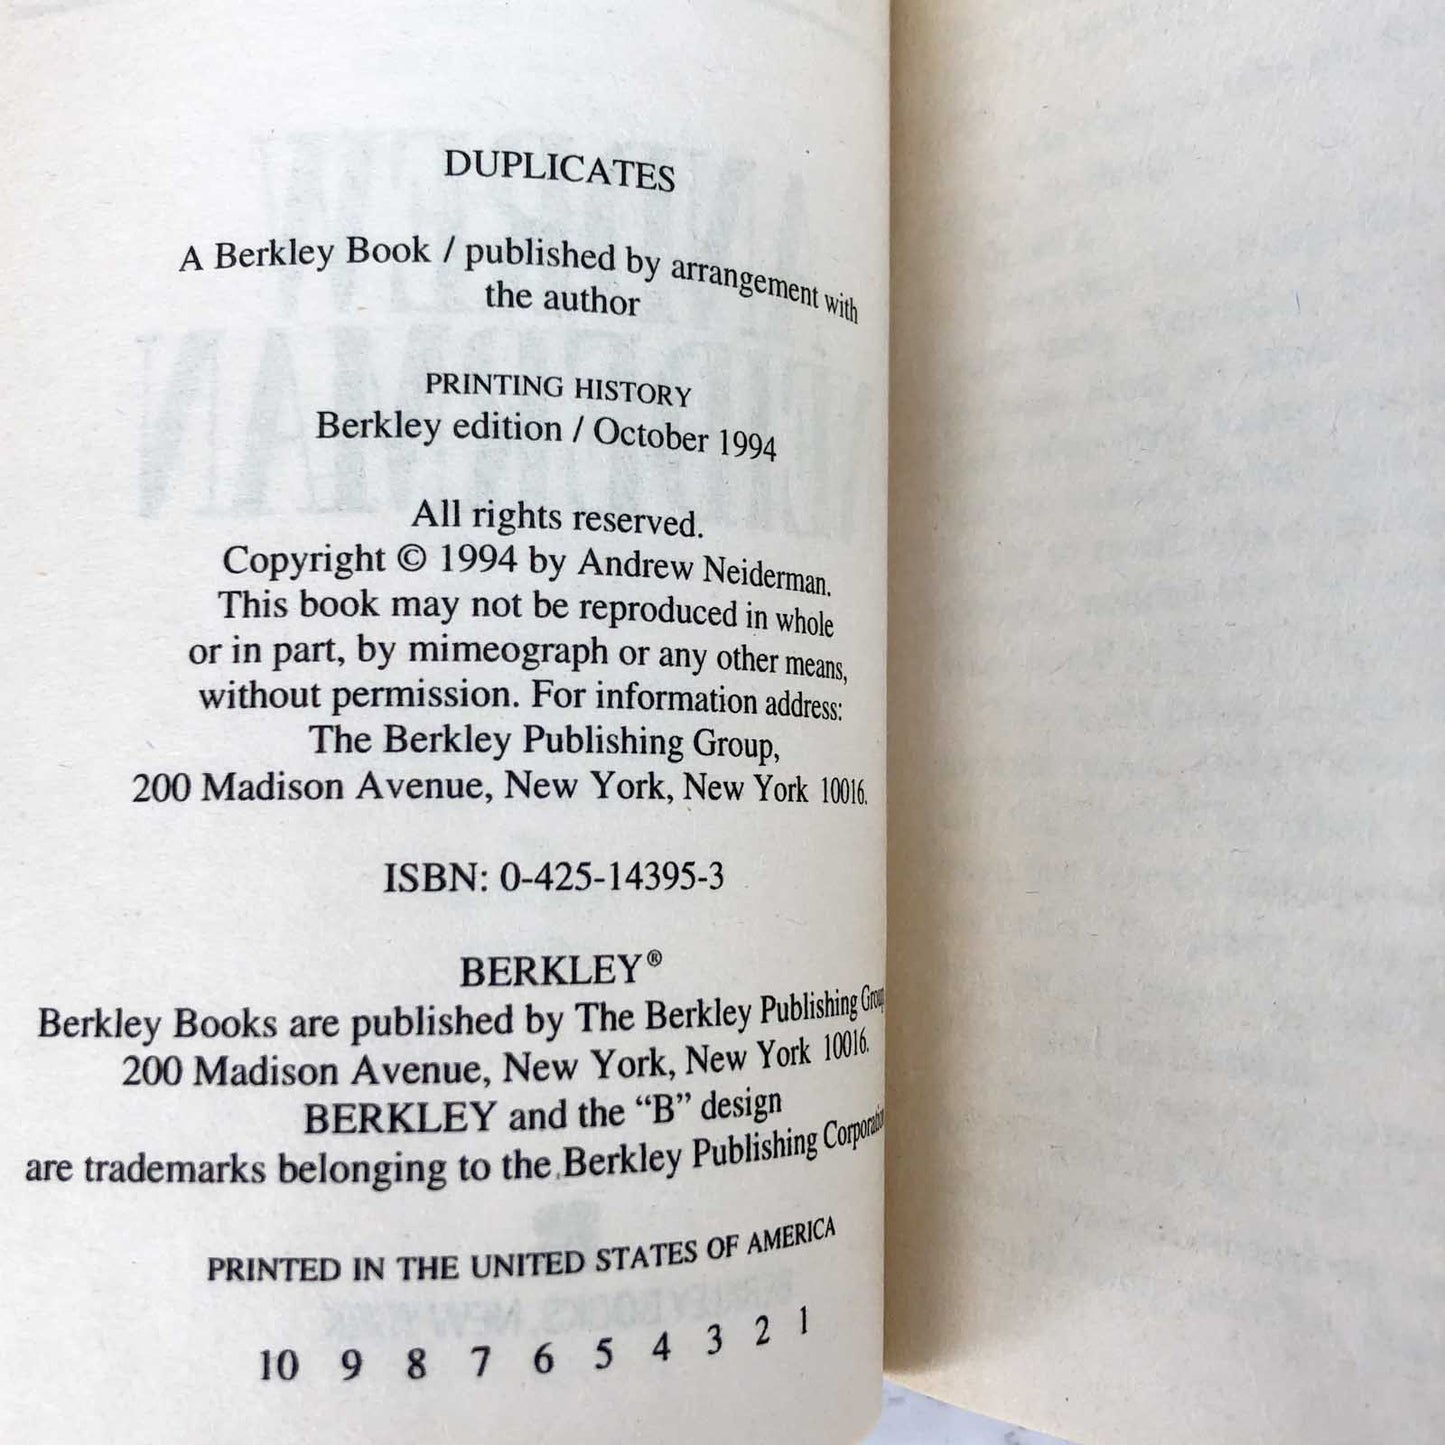 DUPLICATES
A Berkley Book / published by arrangement with
the author
PRINTING HISTORY
Berkley edition / October 1994
All rights reserved.
Copyright © 1994 by Andrew Neiderman.
This book may not be reproduced in whole
or in part, by mimeograph or any other means,
without permission. For information address:
The Berkley Publishing Group,
200 Madison Avenue, New York, New York 10016.
ISBN: 0-425-14395-3
BERKLEY®
Berkley Books are published by The Berkley Publishing Group
200 Madison Avenue, New York, New York 10016.
BERKLEY and the “B” design
are trademarks belonging to the Berkley Publishing Corporation
PRINTED IN THE UNITED STATES OF AMERICA
10 9 8 7 6 5 4 3 2 1